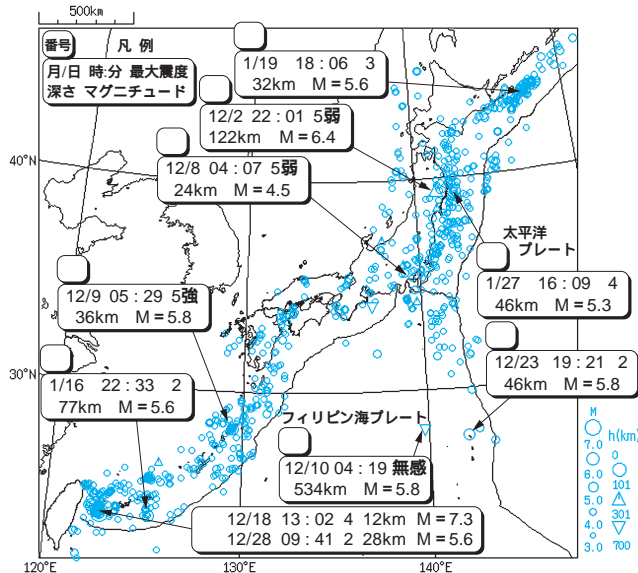 500km
番号 凡 例
月/日 時:分 最大震度
深さ マグニチュード
1/19 18:06 3
32km M=5.6
12/2 22:01 5弱
122km M=6.4
12/8 04:07 5弱
24km M=4.5
40°N
太平洋
プレート
1/27 16:09 4
46km M=5.3
12/9 05:29 5強
36km M=5.8
12/23 19:21 2
46km M=5.8
30°N
1/16 22:33 2
77km M=5.6
フィリピン海プレート
12/10 04:19 無感
534km M=5.8
12/18 13:02 4 12km M=7.3
12/28 09:41 2 28km M=5.6
M
7.0
6.0
5.0
4.0
3.0
h(km)
0
101
301
700
120°E
130°E
140°E